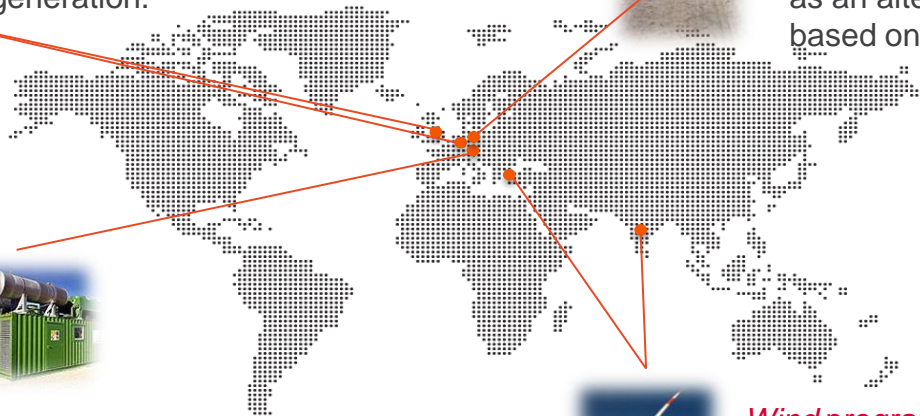 generation.
as an alte
based on
Wind progra